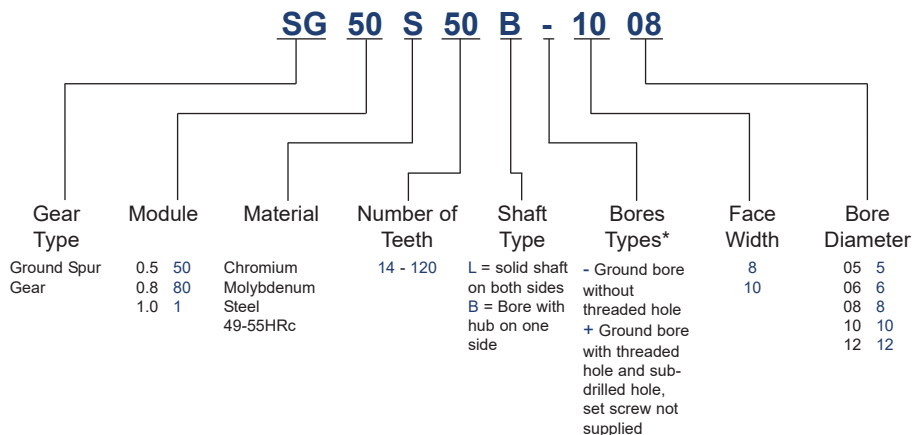 SG 50 S 50 B - 10 08
Gear
Type
Ground Spur
Gear
Module
0.5 50
0.8 80
1.0 1
Material
Chromium
Molybdenum
Steel
49-55HRc
Number of
Teeth
14 - 120
Shaft
Type
L = solid shaft
on both sides
B = Bore with
hub on one
side
Bores
Types*
- Ground bore
without
threaded hole
+ Ground bore
with threaded
hole and sub-
drilled hole,
set screw not
supplied
Face
Width
8
10
Bore
Diameter
05 5
06 6
08 8
10 10
12 12